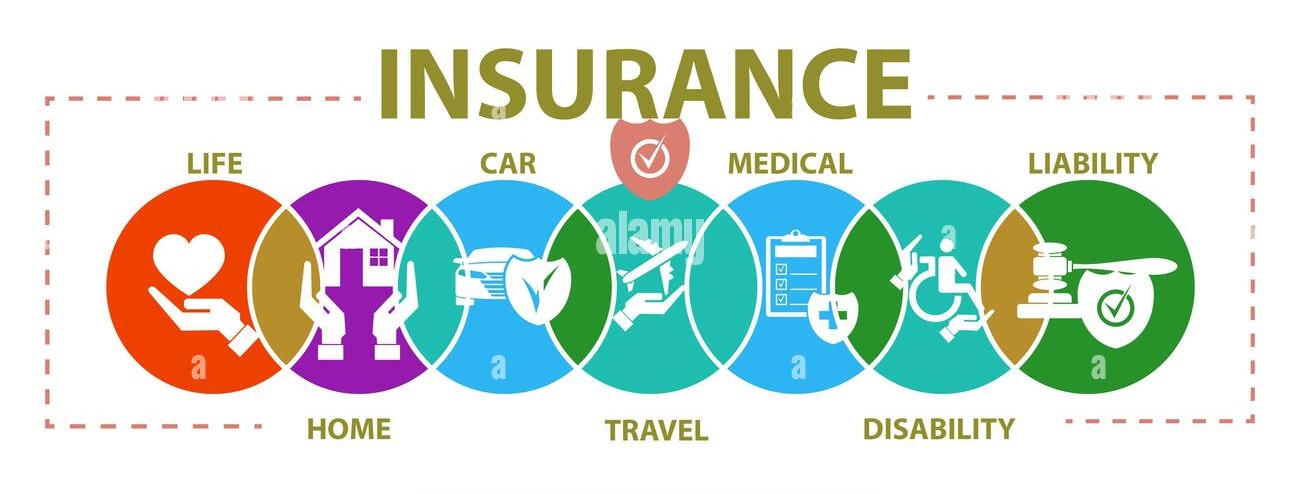 INSURANCE
LIFE
CAR
MEDICAL
LIABILITY
alamy
a
a
a
a
a
a
HOME
TRAVEL
DISABILITY